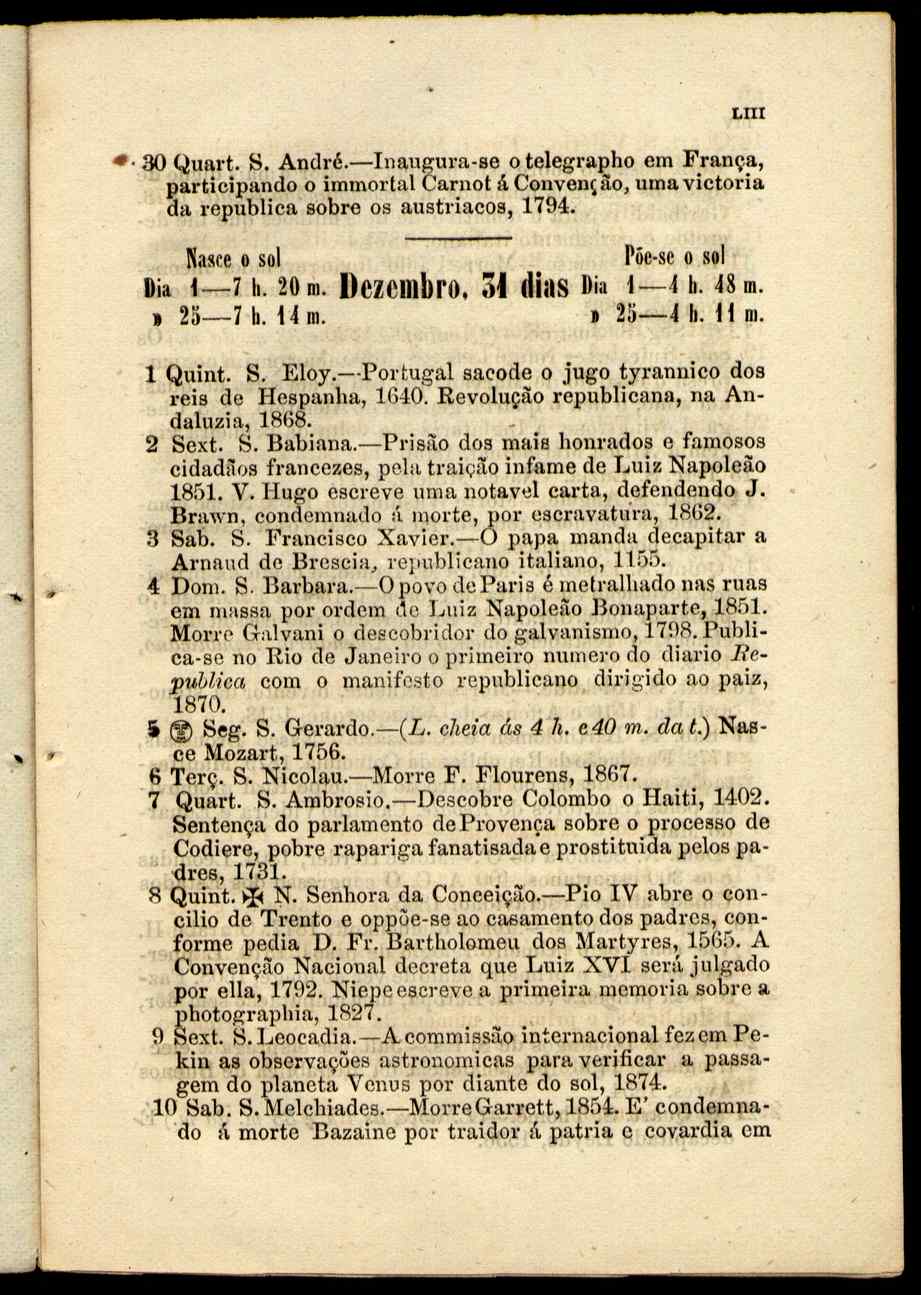 LIII
30 Quart. S. André.—Inaugura-se o telegrapho em França,
participando o immortal Carnot á Convenção, uma victoria
da republica sobre os austriacos, 1794.
Nasce o sol
Dia 1—7 h. 20 m.
» 25—7 h. 14 m.
Dezembro, 31 dias
Põe-se o sol
Dia 1—4 h. 48 m.
» 25—4 h. 11 m.
1 Quint. S. Eloy.—Portugal sacode o jugo tyrannico dos
reis de Hespanha, 1640. Revolução republicana, na An-
daluzia, 1868.
2 Sext. S. Babiana.—Prisão dos mais honrados e famosos
cidadãos francezes, pela traição infame de Luiz Napoleão
1851. V. Hugo escreve uma notavel carta, defendendo J.
Brawn, condemnado á morte, por escravatura, 1862.
3 Sab. S. Francisco Xavier.—O papa manda decapitar a
Arnaud de Brescia, republicano italiano, 1155.
4 Dom. S. Barbara.—O povo de Paris é metralhado nas ruas
em massa por ordem de Luiz Napoleão Bonaparte, 1851.
Morre Galvani o descobridor do galvanismo, 1798. Publi-
ca-se no Rio de Janeiro o primeiro numero do diario Re-
publica com o manifesto republicano dirigido ao paiz,
1870.
5 Seg. S. Gerardo.—(L. cheia ás 4 h. e 40 m. da t.) Nas-
ce Mozart, 1756.
6 Terç. S. Nicolau.—Morre F. Flourens, 1867.
7 Quart. S. Ambrosio.—Descobre Colombo o Haiti, 1402.
Sentença do parlamento de Provença sobre o processo de
Codiere, pobre rapariga fanatisada e prostituida pelos pa-
dres, 1731.
8 Quint. ✠ N. Senhora da Conceição.—Pio IV abre o con-
cilio de Trento e oppõe-se ao casamento dos padres, con-
forme pedia D. Fr. Bartholomeu dos Martyres, 1565. A
Convenção Nacional decreta que Luiz XVI será julgado
por ella, 1792. Niepe escreve a primeira memoria sobre a
photographia, 1827.
9 Sext. S. Leocadia.—A commissão internacional fez em Pe-
kin as observações astronomicas para verificar a passa-
gem do planeta Venus por diante do sol, 1874.
10 Sab. S. Melchiades.—Morre Garrett, 1854. E' condemna-
do á morte Bazaine por traidor á patria e covardia em